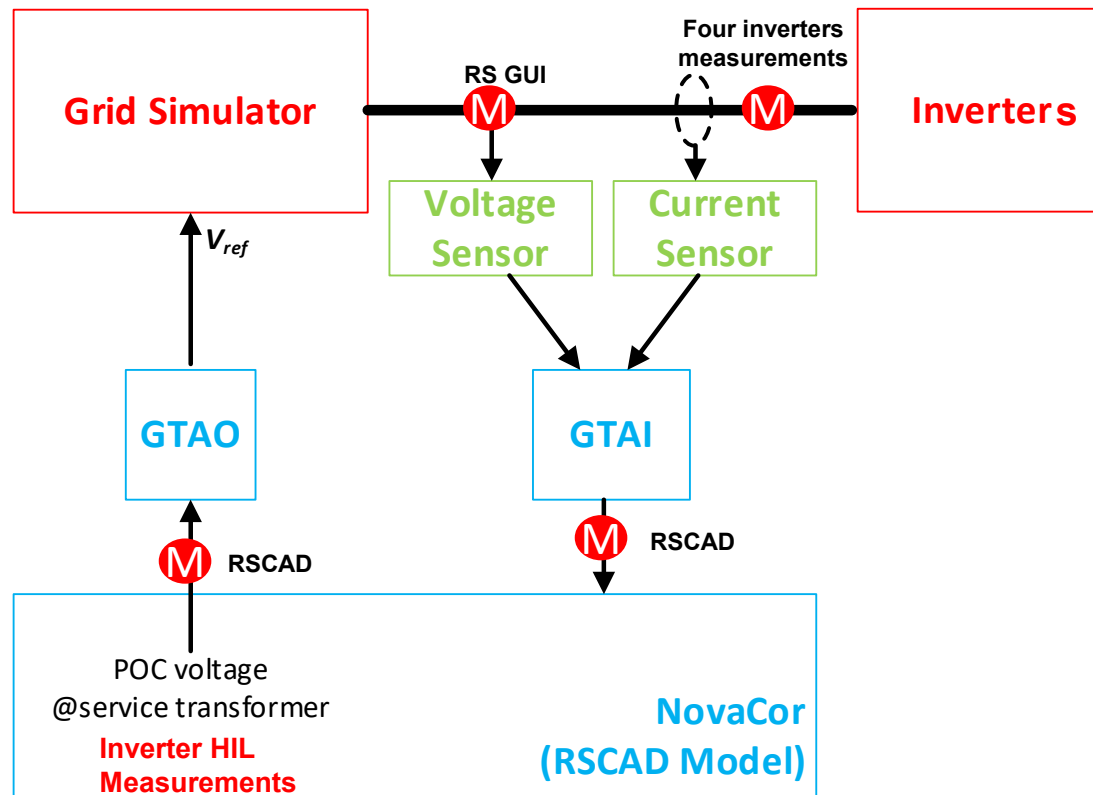 Four inverters
measurements
RS GUI
Grid Simulator
M
M
Inverters
Voltage
Sensor
Current
Sensor
Vref
GTAO
GTAI
M
RSCAD
M
RSCAD
POC voltage
@service transformer
Inverter HIL
Measurements
NovaCor
(RSCAD Model)